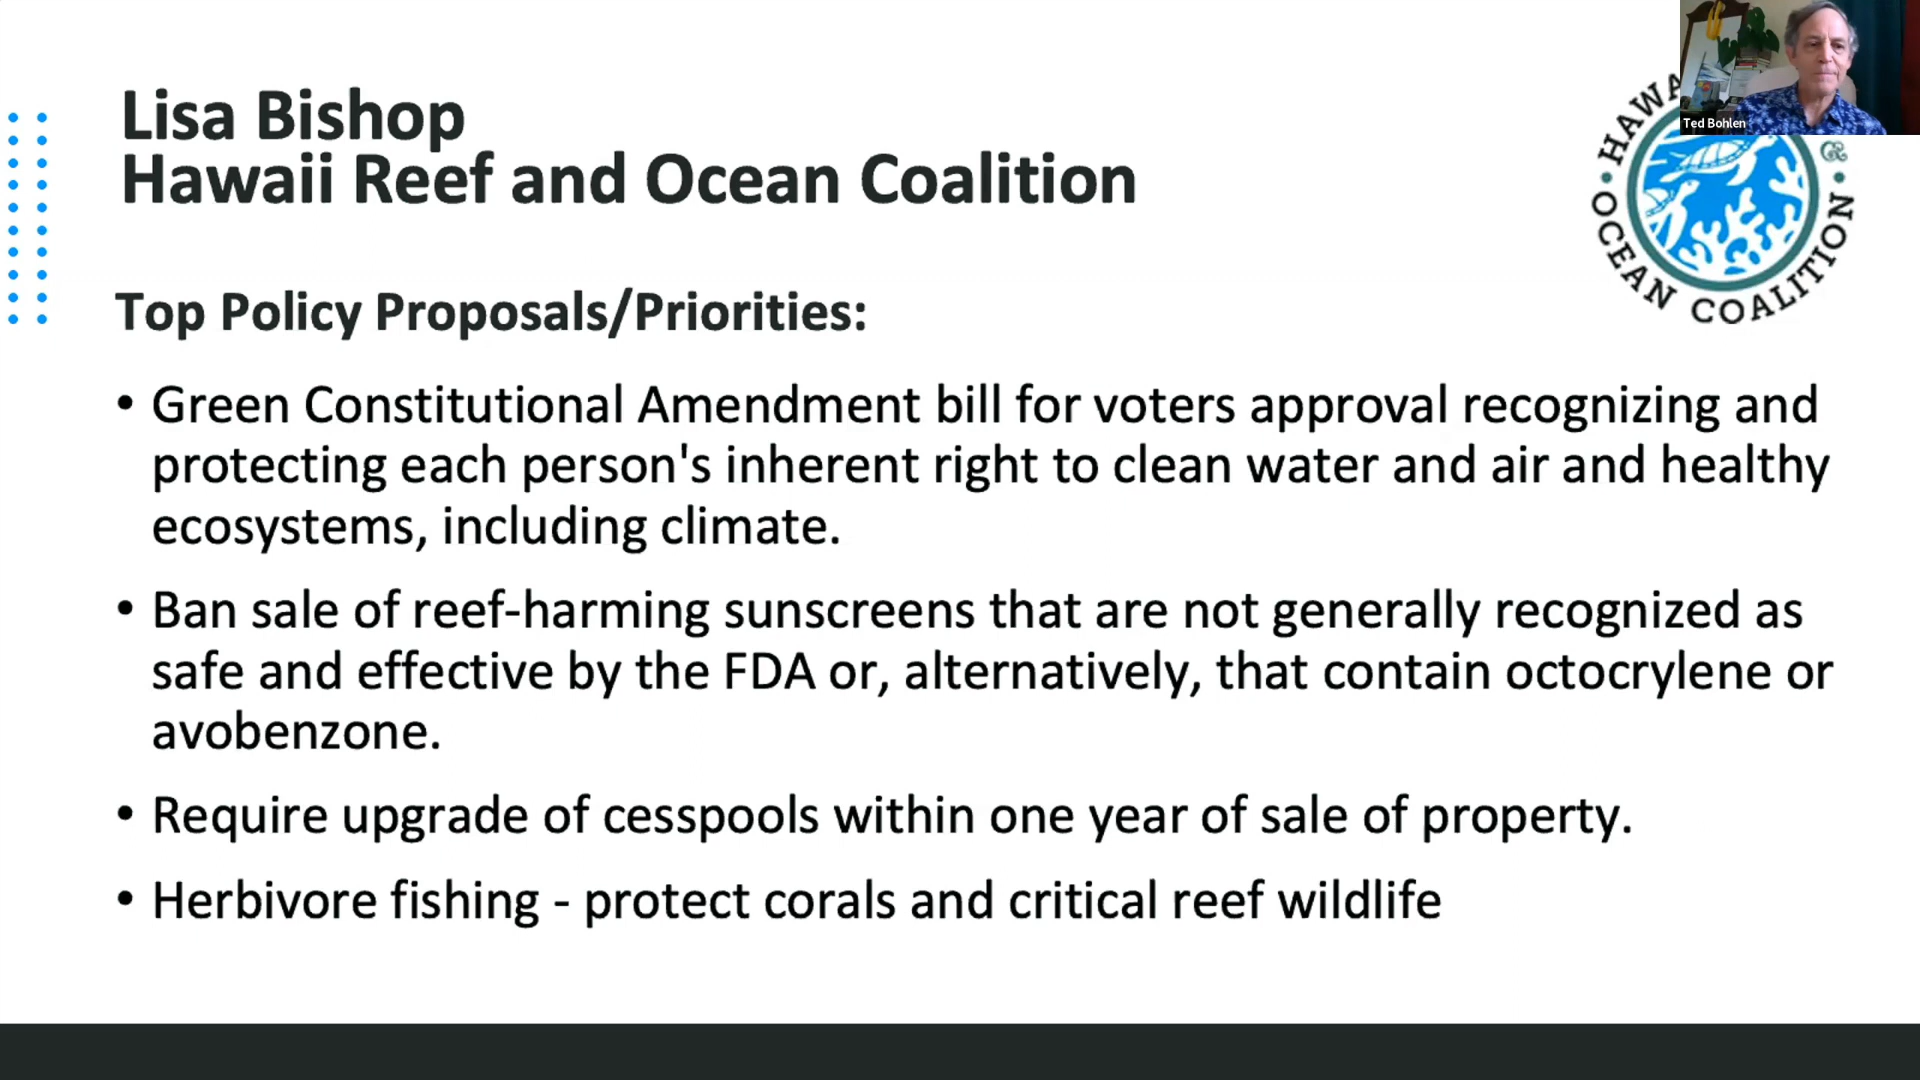 Lisa Bishop
Hawaii Reef and Ocean Coalition
Ted Bohlen
HAWA
OCEAN COALITION
Top Policy Proposals/Priorities:
• Green Constitutional Amendment bill for voters approval recognizing and
protecting each person's inherent right to clean water and air and healthy
ecosystems, including climate.
• Ban sale of reef-harming sunscreens that are not generally recognized as
safe and effective by the FDA or, alternatively, that contain octocrylene or
avobenzone.
• Require upgrade of cesspools within one year of sale of property.
• Herbivore fishing - protect corals and critical reef wildlife